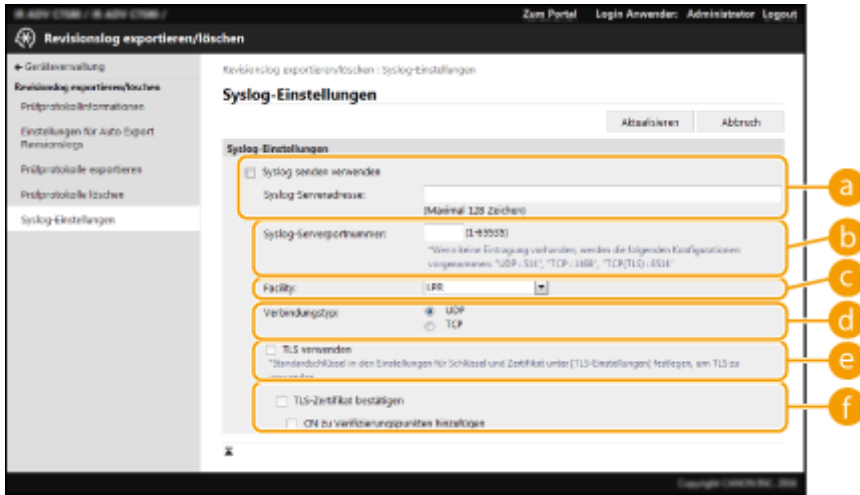 Zum Portal Login Anwender: Administrator Logout
Revisionslog exportieren/löschen
Geräteverwaltung
Revisionslog exportieren/löschen : Syslog-Einstellungen
Revisionslog exportieren/löschen
Syslog-Einstellungen
Prüfprotokollinformationen
Aktualisieren Abbruch
Einstellungen für Auto Export
Revisionslogs
Syslog-Einstellungen
Prüfprotokolle exportieren
Syslog senden verwenden
a
Prüfprotokolle löschen
Syslog-Serveradresse:
(Maximal 128 Zeichen)
Syslog-Einstellungen
Syslog-Serverportnummer: (1-65535)
b
*Wenn keine Eintragung vorhanden, werden die folgenden Konfigurationen
vorgenommen: "UDP : 514", "TCP : 1468", "TCP(TLS) : 6514"
Facility: LPR
c
Verbindungstyp: UDP
TCP
d
TLS verwenden
e
*Standardschlüssel in den Einstellungen für Schlüssel und Zertifikat unter [TLS-Einstellungen] festlegen, um TLS zu
verwenden
TLS-Zertifikat bestätigen
f
CN zu Verifizierungspunkten hinzufügen
Copyright CANON INC.